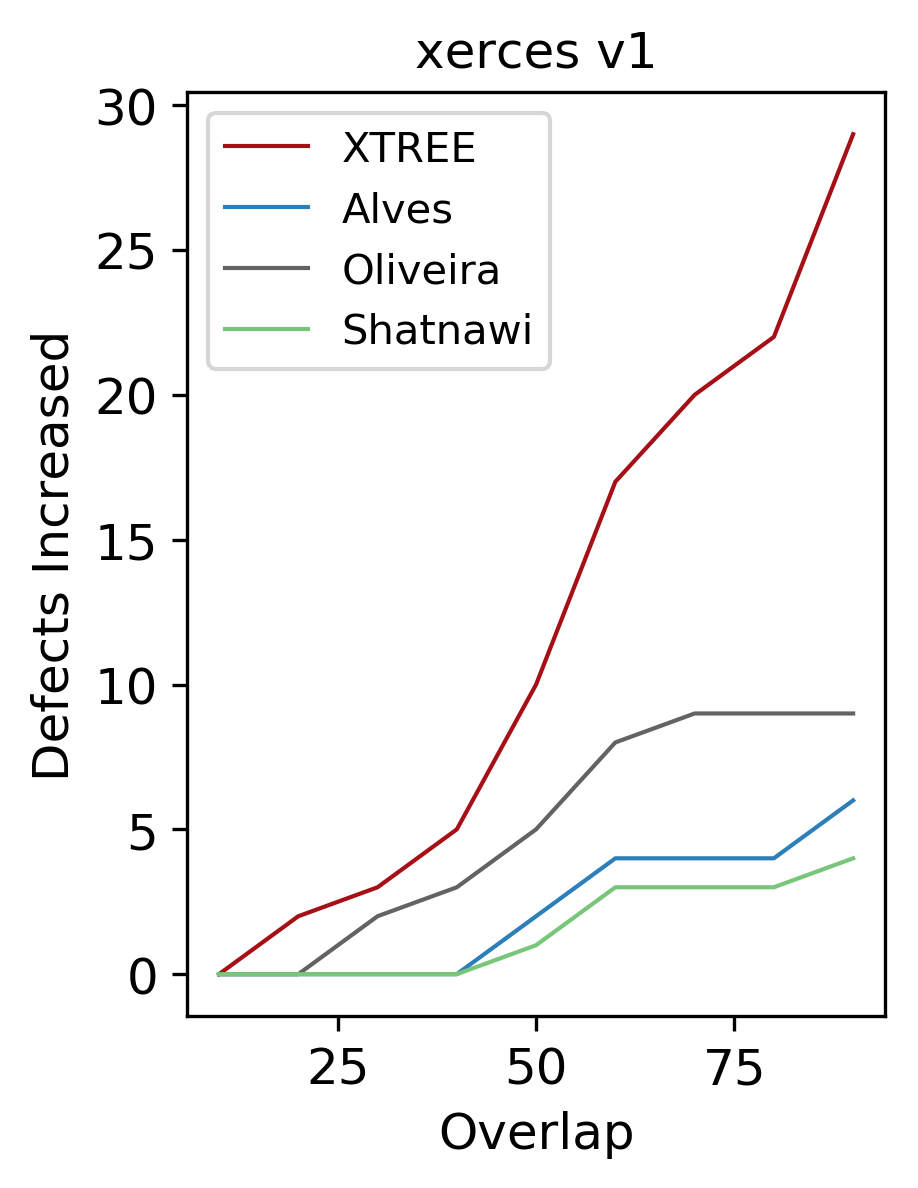 xerces v1
30
25
20
15
10
5
0
Defects Increased
XTREE
Alves
Oliveira
Shatnawi
25 50 75
Overlap